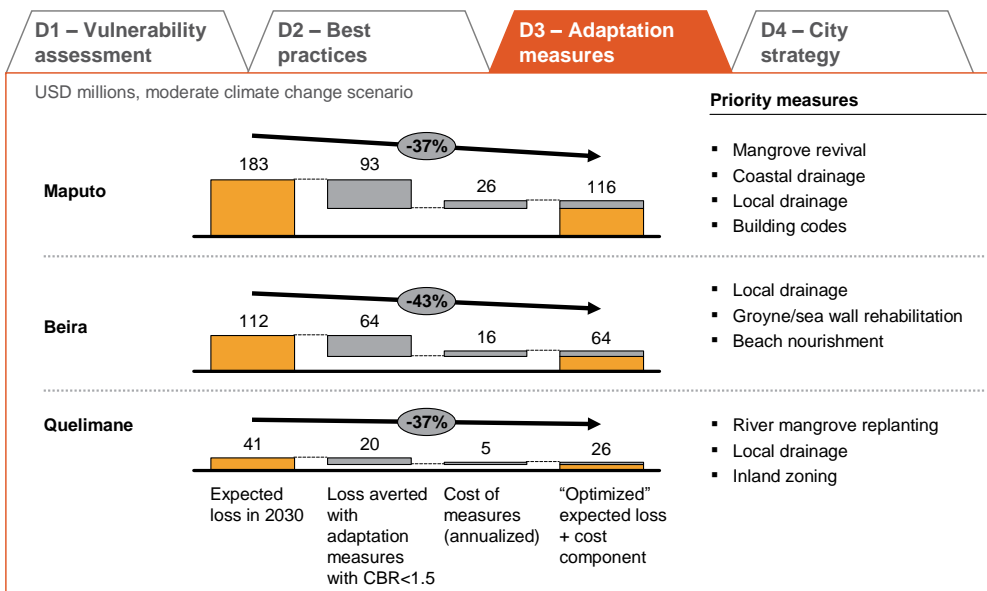 D1 – Vulnerability
assessment
D2 – Best
practices
D3 – Adaptation
measures
D4 – City
strategy
USD millions, moderate climate change scenario
Priority measures
Maputo
-37%
183
93
26
116
▪ Mangrove revival
▪ Coastal drainage
▪ Local drainage
▪ Building codes
Beira
-43%
112
64
16
64
▪ Local drainage
▪ Groyne/sea wall rehabilitation
▪ Beach nourishment
Quelimane
-37%
41
20
5
26
▪ River mangrove replanting
▪ Local drainage
▪ Inland zoning
Expected
loss in 2030
Loss averted
with
adaptation
measures
with CBR<1.5
Cost of
measures
(annualized)
“Optimized”
expected loss
+ cost
component